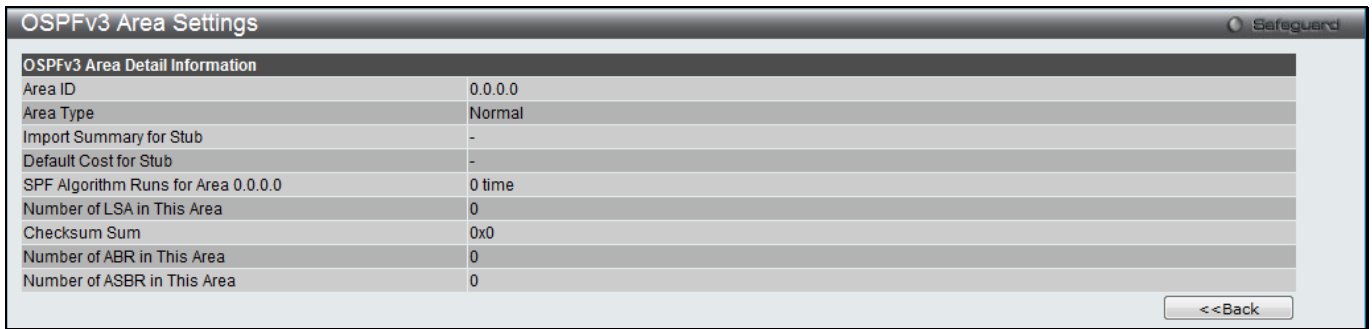 OSPFv3 Area Settings
Safeguard
OSPFv3 Area Detail Information
Area ID 0.0.0.0
Area Type Normal
Import Summary for Stub -
Default Cost for Stub -
SPF Algorithm Runs for Area 0.0.0.0 0 time
Number of LSA in This Area 0
Checksum Sum 0x0
Number of ABR in This Area 0
Number of ASBR in This Area 0
<<Back